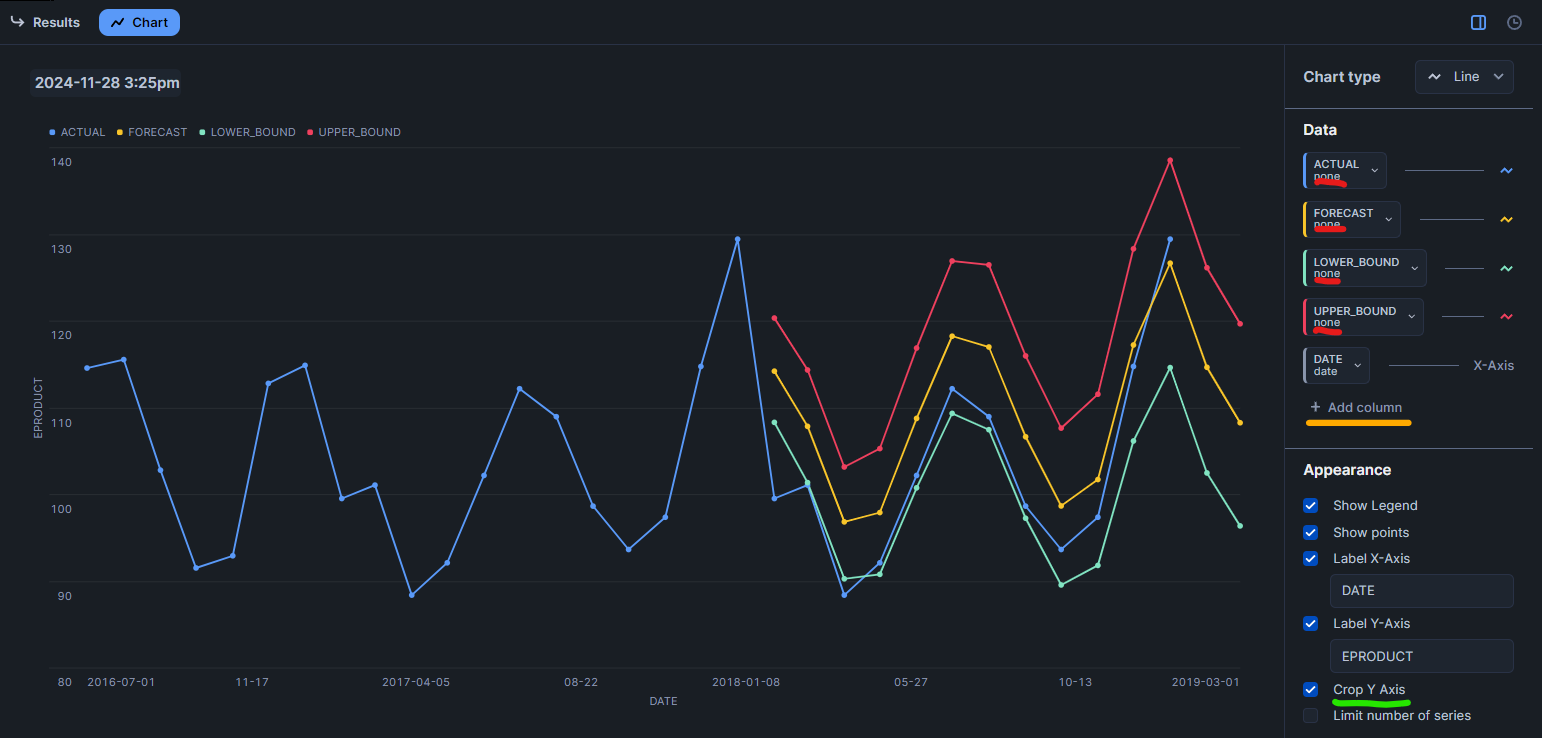 Results Chart
2024-11-28 3:25pm
ACTUAL FORECAST LOWER_BOUND UPPER_BOUND
140
130
120
110
100
90
80
EPRODUCT
2016-07-01 11-17 2017-04-05 08-22 2018-01-08 05-27 10-13 2019-03-01
DATE
Chart type Line
Data
ACTUAL
none
FORECAST
none
LOWER_BOUND
none
UPPER_BOUND
none
DATE
date
X-Axis
+ Add column
Appearance
Show Legend
Show points
Label X-Axis
DATE
Label Y-Axis
EPRODUCT
Crop Y Axis
Limit number of series